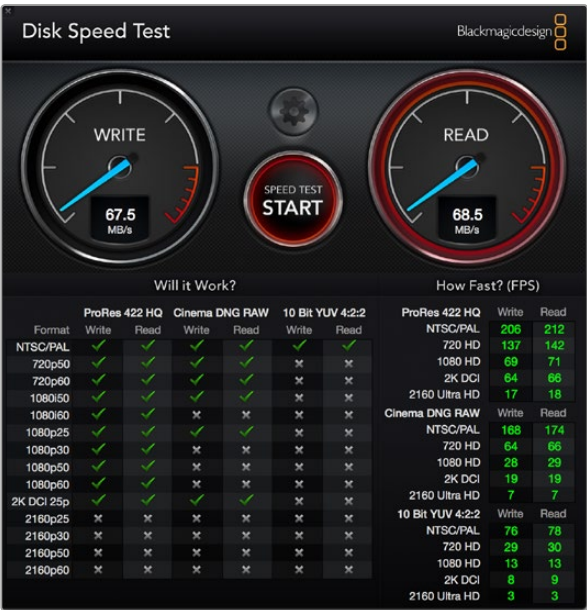 Disk Speed Test
Blackmagicdesign
WRITE
67.5
MB/s
SPEED TEST
START
READ
68.5
MB/s
Will it Work?
ProRes 422 HQ Cinema DNG RAW 10 Bit YUV 4:2:2
Format Write Read Write Read Write Read
NTSC/PAL
720p50
720p60
1080i50
1080i60
1080p25
1080p30
1080p50
1080p60
2K DCI 25p
2160p25
2160p30
2160p50
2160p60
How Fast? (FPS)
ProRes 422 HQ Write Read
NTSC/PAL 206 212
720 HD 137 142
1080 HD 69 71
2K DCI 64 66
2160 Ultra HD 17 18
Cinema DNG RAW Write Read
NTSC/PAL 168 174
720 HD 64 66
1080 HD 28 29
2K DCI 19 19
2160 Ultra HD 7 7
10 Bit YUV 4:2:2 Write Read
NTSC/PAL 76 78
720 HD 29 30
1080 HD 13 13
2K DCI 8 9
2160 Ultra HD 3 3